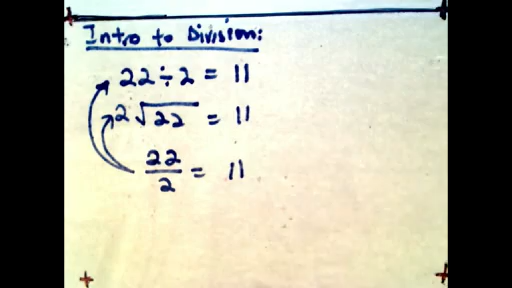 Intro to Division:
22 ÷ 2 = 11
2√22 = 11
22/2 = 11